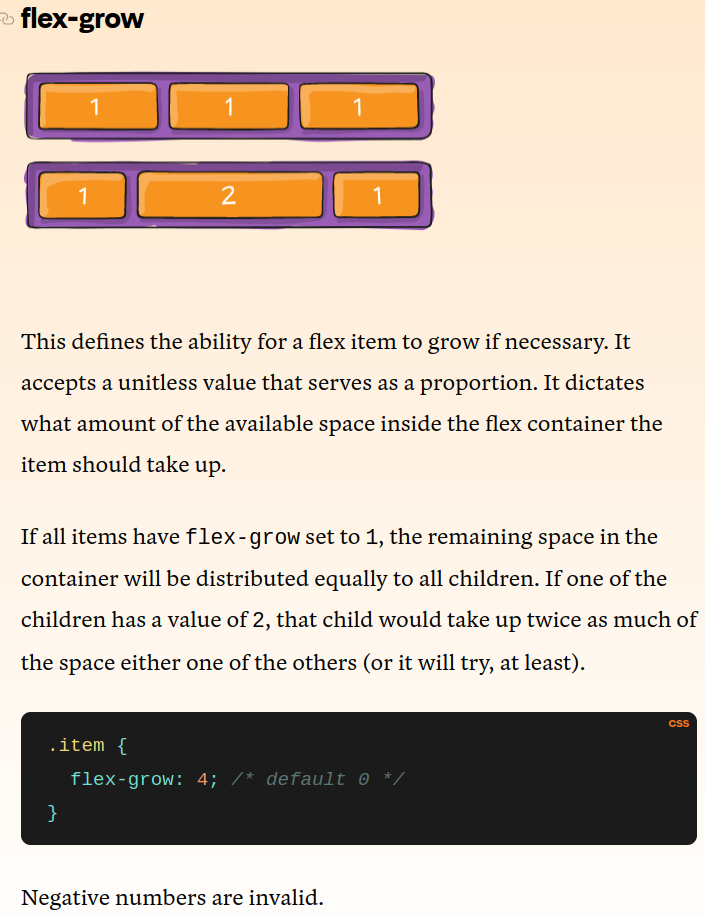 flex-grow
1 1 1
1 2 1
This defines the ability for a flex item to grow if necessary. It
accepts a unitless value that serves as a proportion. It dictates
what amount of the available space inside the flex container the
item should take up.
If all items have flex-grow set to 1, the remaining space in the
container will be distributed equally to all children. If one of the
children has a value of 2, that child would take up twice as much of
the space either one of the others (or it will try, at least).
CSS
.item {
  flex-grow: 4; /* default 0 */
}
Negative numbers are invalid.